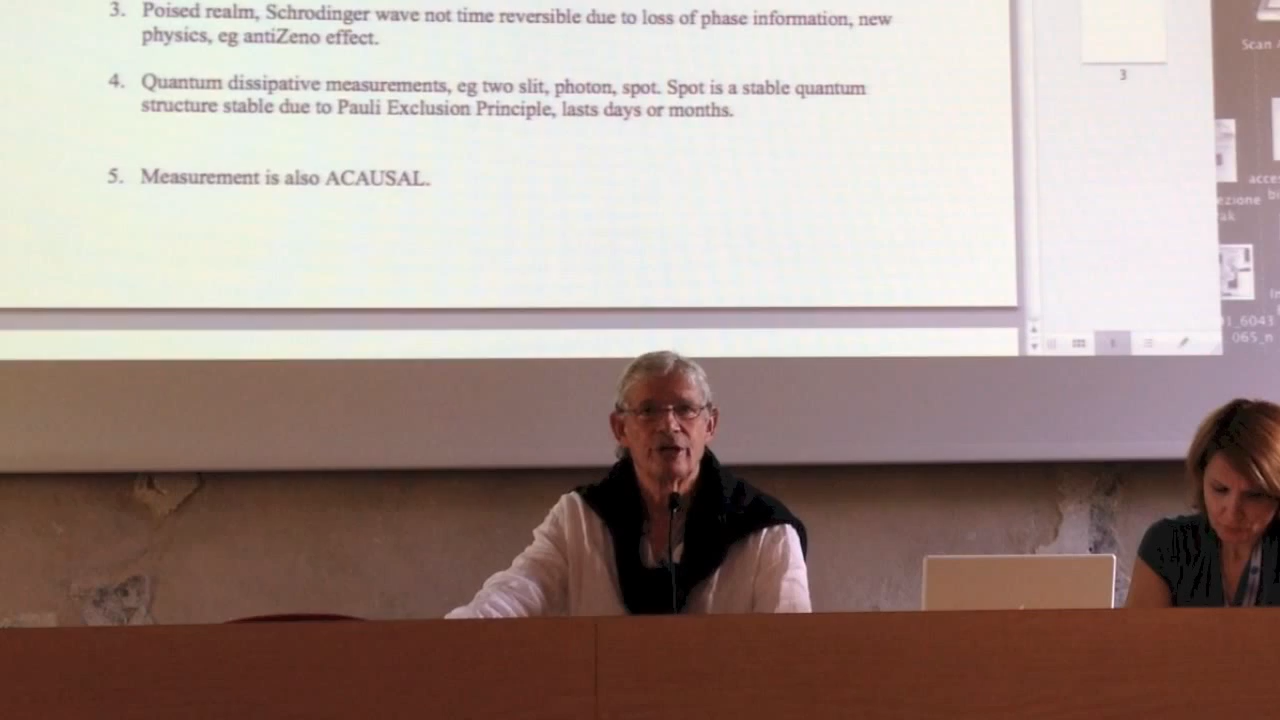 3. Poised realm, Schrodinger wave not time reversible due to loss of phase information, new
physics, eg antiZeno effect.
4. Quantum dissipative measurements, eg two slit, photon, spot. Spot is a stable quantum
structure stable due to Pauli Exclusion Principle, lasts days or months.
5. Measurement is also ACAUSAL.
3
Scan